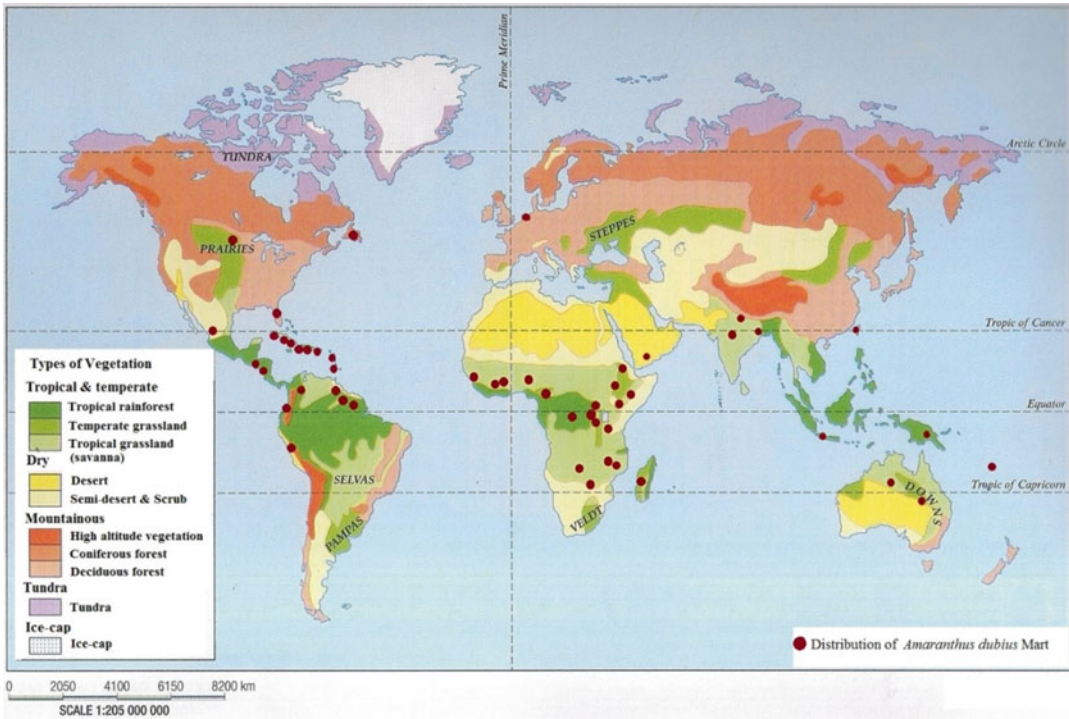 Prime Meridian
Arctic Circle
TUNDRA
PRAIRIES
STEPPES
Tropic of Cancer
Types of Vegetation
Tropical & temperate
Tropical rainforest
Temperate grassland
Tropical grassland
(savanna)
Dry
Desert
Semi-desert & Scrub
Mountainous
High altitude vegetation
Coniferous forest
Deciduous forest
Tundra
Tundra
Ice-cap
Ice-cap
Equator
SELVAS
PAMPAS
VELDT
Tropic of Capricorn
DOWNS
Distribution of Amaranthus dubius Mart
0 2050 4100 6150 8200 km
SCALE 1:205 000 000